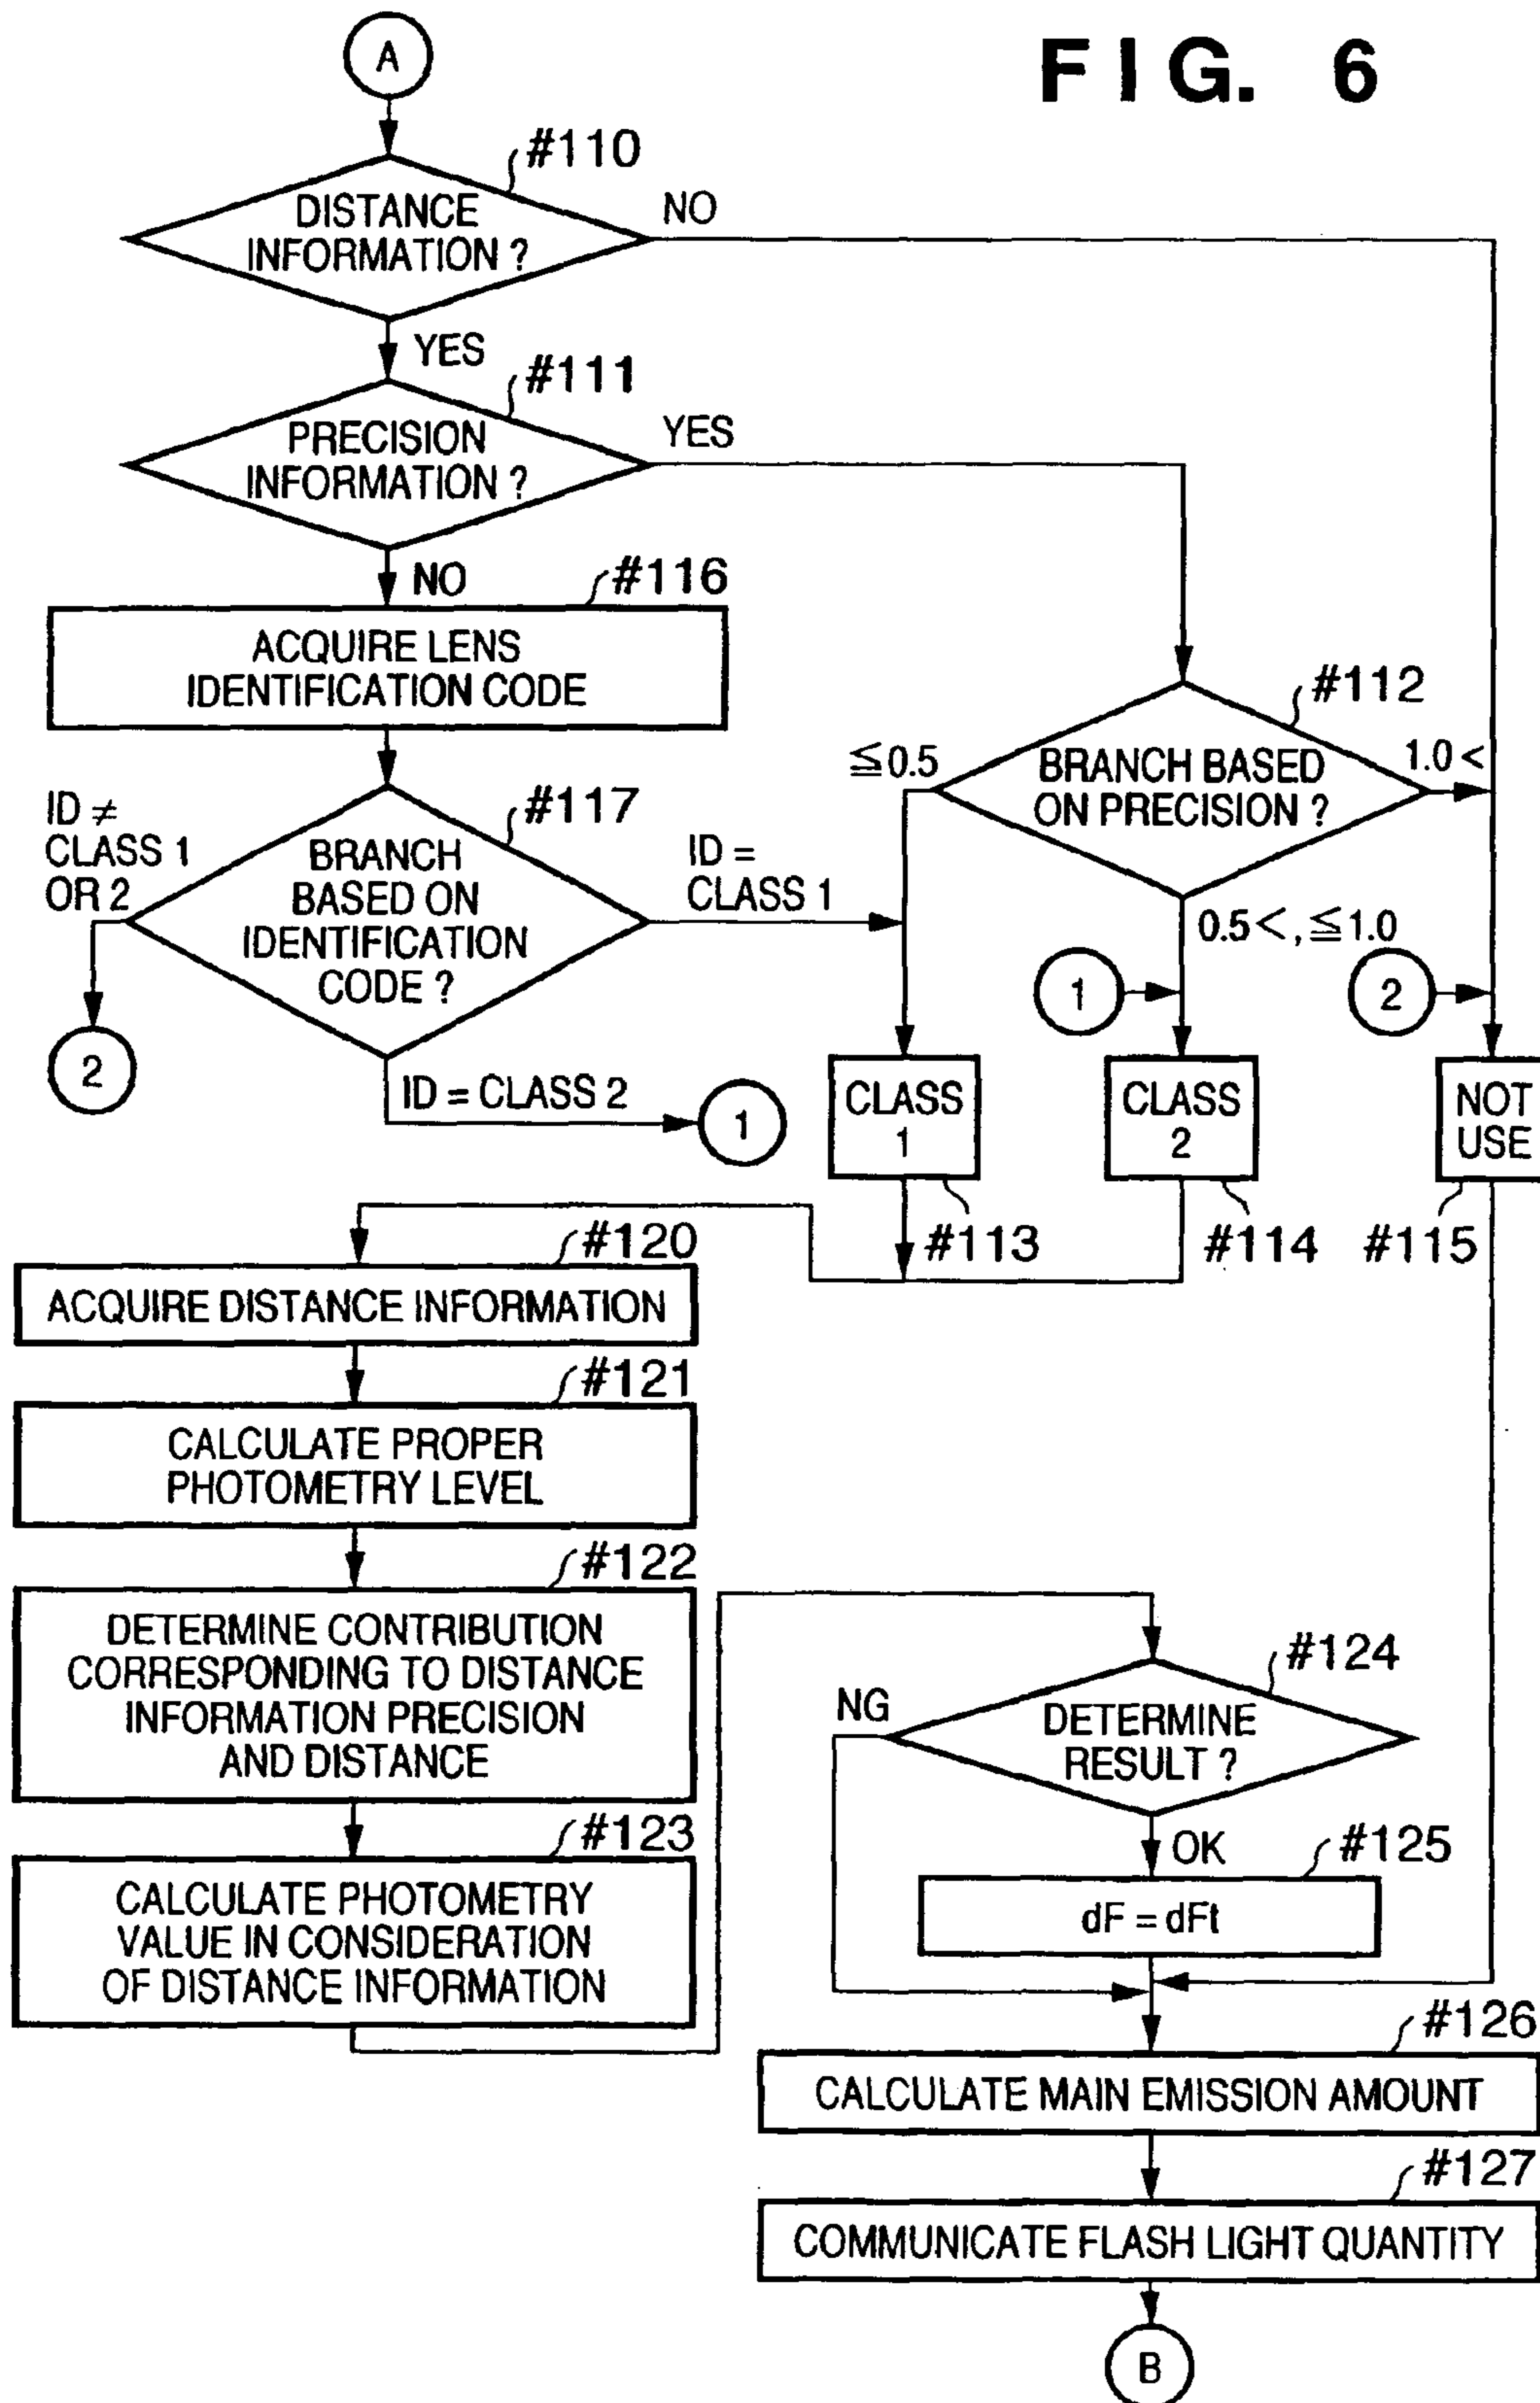 FIG. 6
A
#110
DISTANCE
INFORMATION ?
NO
YES
#111
PRECISION
INFORMATION ?
YES
NO
#116
ACQUIRE LENS
IDENTIFICATION CODE
#112
BRANCH BASED
ON PRECISION ?
≦0.5
1.0<
0.5<,≦1.0
#117
BRANCH
BASED ON
IDENTIFICATION
CODE ?
ID ≠
CLASS 1
OR 2
ID =
CLASS 1
2
ID = CLASS 2
1
1
2
CLASS
1
CLASS
2
NOT
USE
#113
#114
#115
#120
ACQUIRE DISTANCE INFORMATION
#121
CALCULATE PROPER
PHOTOMETRY LEVEL
#122
DETERMINE CONTRIBUTION
CORRESPONDING TO DISTANCE
INFORMATION PRECISION
AND DISTANCE
#123
CALCULATE PHOTOMETRY
VALUE IN CONSIDERATION
OF DISTANCE INFORMATION
#124
NG
DETERMINE
RESULT ?
OK
#125
dF = dFt
#126
CALCULATE MAIN EMISSION AMOUNT
#127
COMMUNICATE FLASH LIGHT QUANTITY
B